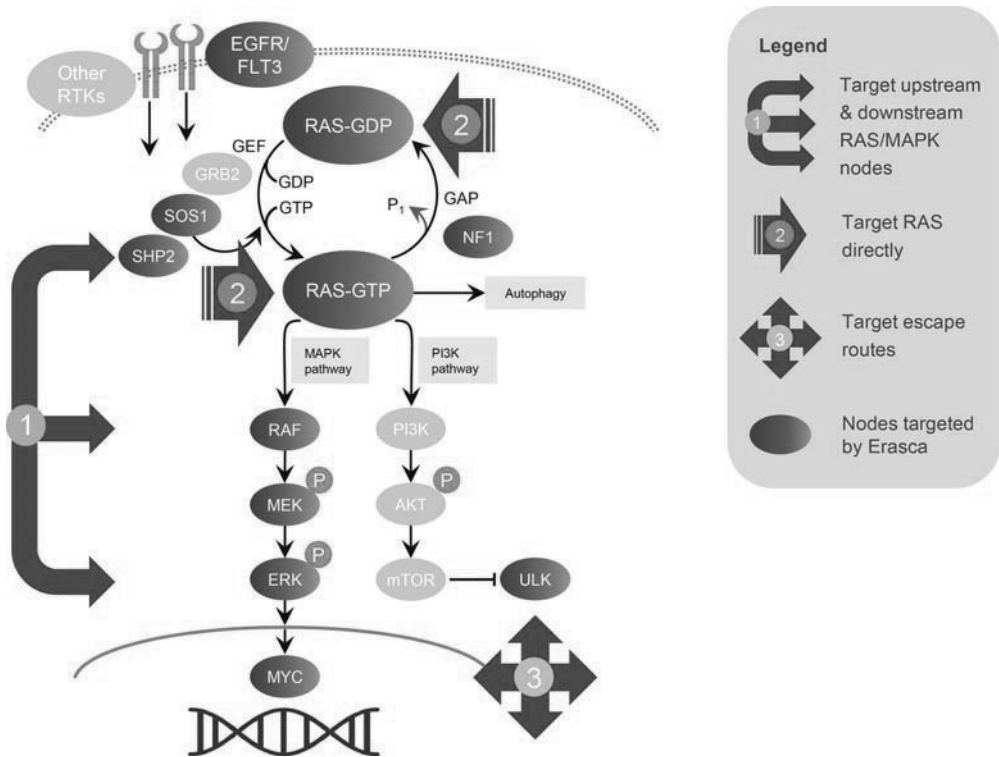 EGFR/
FLT3
Other
RTKs
RAS-GDP
2
GEF
GDP
GTP
GRB2
SOS1
SHP2
P1
GAP
NF1
2
RAS-GTP
Autophagy
MAPK
pathway
PI3K
pathway
1
RAF
PI3K
MEK
P
AKT
P
ERK
P
mTOR
ULK
MYC
3
Legend
1
Target upstream
& downstream
RAS/MAPK
nodes
2
Target RAS
directly
3
Target escape
routes
Nodes targeted
by Erasca